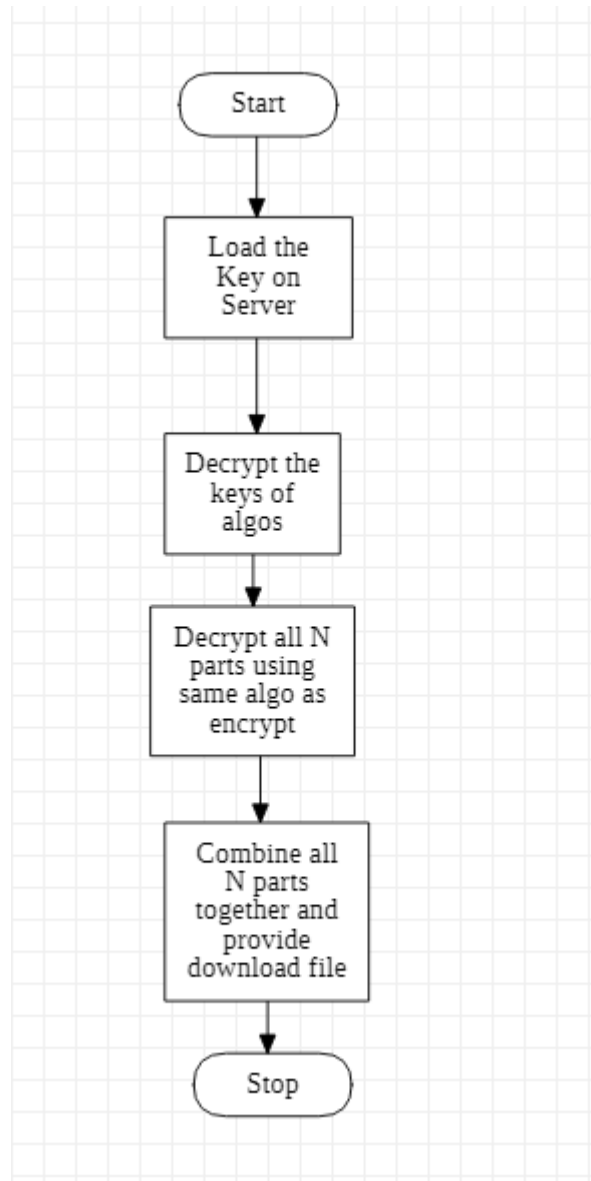 Start
Load the
Key on
Server
Decrypt the
keys of
algos
Decrypt all N
parts using
same algo as
encrypt
Combine all
N parts
together and
provide
download file
Stop